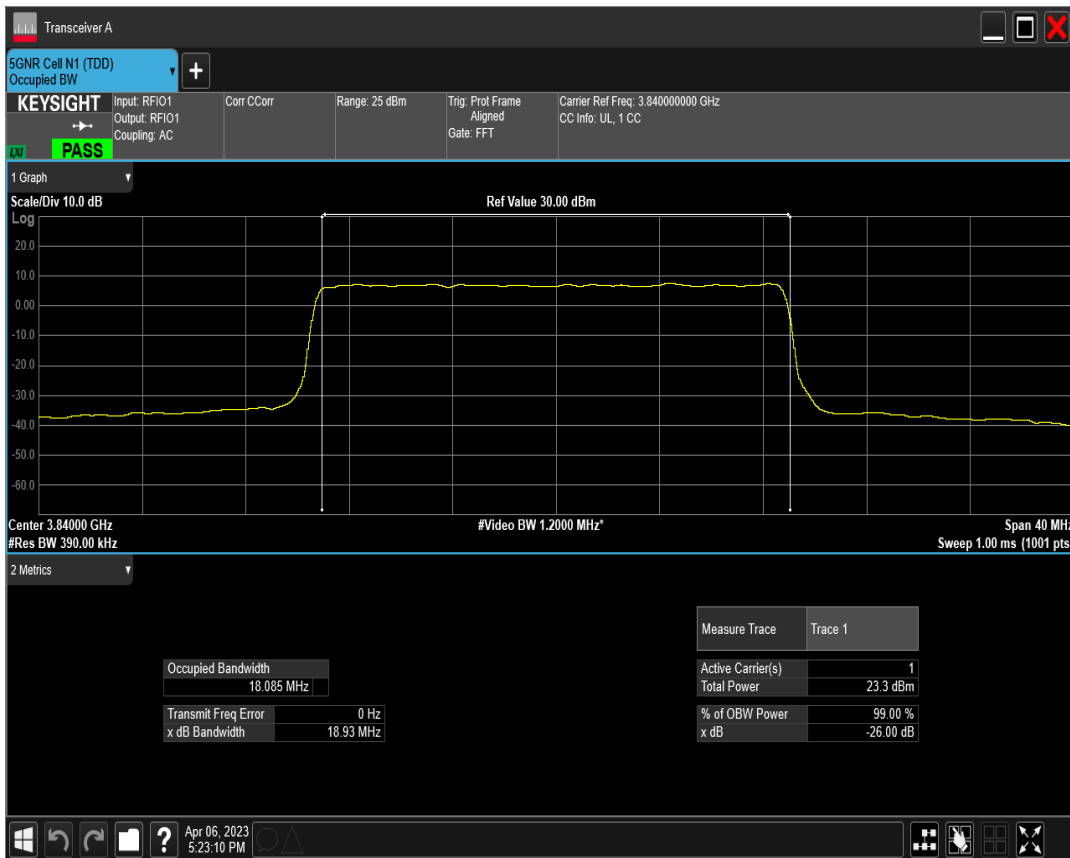 Transceiver A
5GNR Cell N1 (TDD)
Occupied BW
+
KEYSIGHT
LXI
PASS
Input: RFIO1
Output: RFIO1
Coupling: AC
Corr CCorr
Range: 25 dBm
Trig: Prot Frame
Aligned
Gate: FFT
Carrier Ref Freq: 3.840000000 GHz
CC Info: UL, 1 CC
1 Graph
Scale/Div 10.0 dB
Ref Value 30.00 dBm
Log
20.0
10.0
0.00
-10.0
-20.0
-30.0
-40.0
-50.0
-60.0
Center 3.84000 GHz
#Video BW 1.2000 MHz*
Span 40 MHz
#Res BW 390.00 kHz
Sweep 1.00 ms (1001 pts
2 Metrics
Measure Trace Trace 1
Occupied Bandwidth
18.085 MHz
Active Carrier(s) 1
Total Power 23.3 dBm
Transmit Freq Error 0 Hz
x dB Bandwidth 18.93 MHz
% of OBW Power 99.00 %
x dB -26.00 dB
?
Apr 06, 2023
5:23:10 PM